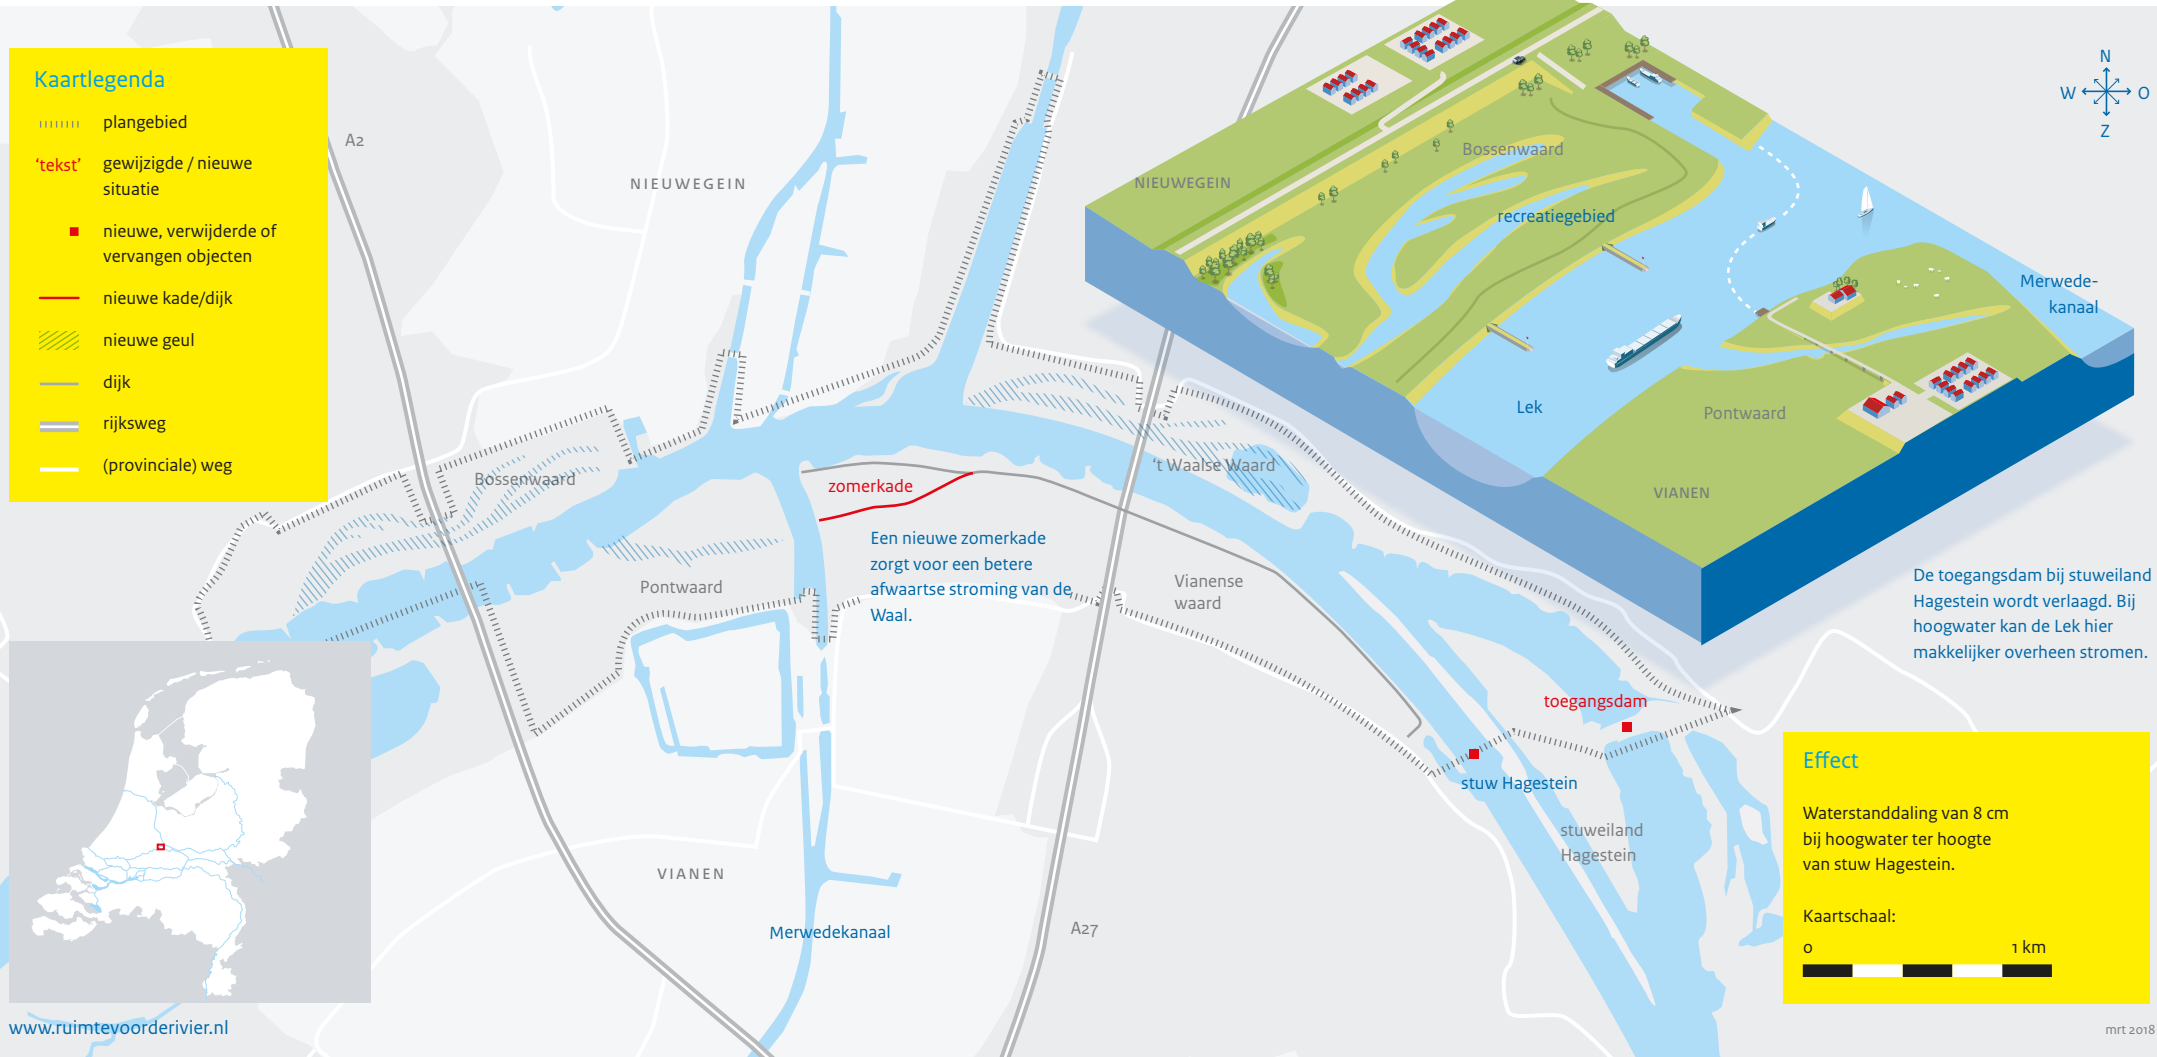 Kaartlegenda
plangebied
‘tekst’
gewijzigde / nieuwe
situatie
nieuwe, verwijderde of
vervangen objecten
nieuwe kade/dijk
nieuwe geul
dijk
rijksweg
(provinciale) weg
A2
NIEUWEGEIN
Bossenwaard
zomerkade
Een nieuwe zomerkade
zorgt voor een betere
afwaartse stroming van de
Waal.
Pontwaard
‘t Waalse Waard
Vianense
waard
VIANEN
Merwedekanaal
A27
toegangsdam
stuw Hagestein
stuweiland
Hagestein
NIEUWEGEIN
Bossenwaard
recreatiegebied
Lek
Pontwaard
VIANEN
Merwede-
kanaal
N
W
O
Z
De toegangsdam bij stuweiland
Hagestein wordt verlaagd. Bij
hoogwater kan de Lek hier
makkelijker overheen stromen.
Effect
Waterstanddaling van 8 cm
bij hoogwater ter hoogte
van stuw Hagestein.
Kaartschaal:
0 1 km
www.ruimtevoorderivier.nl
mrt 2018